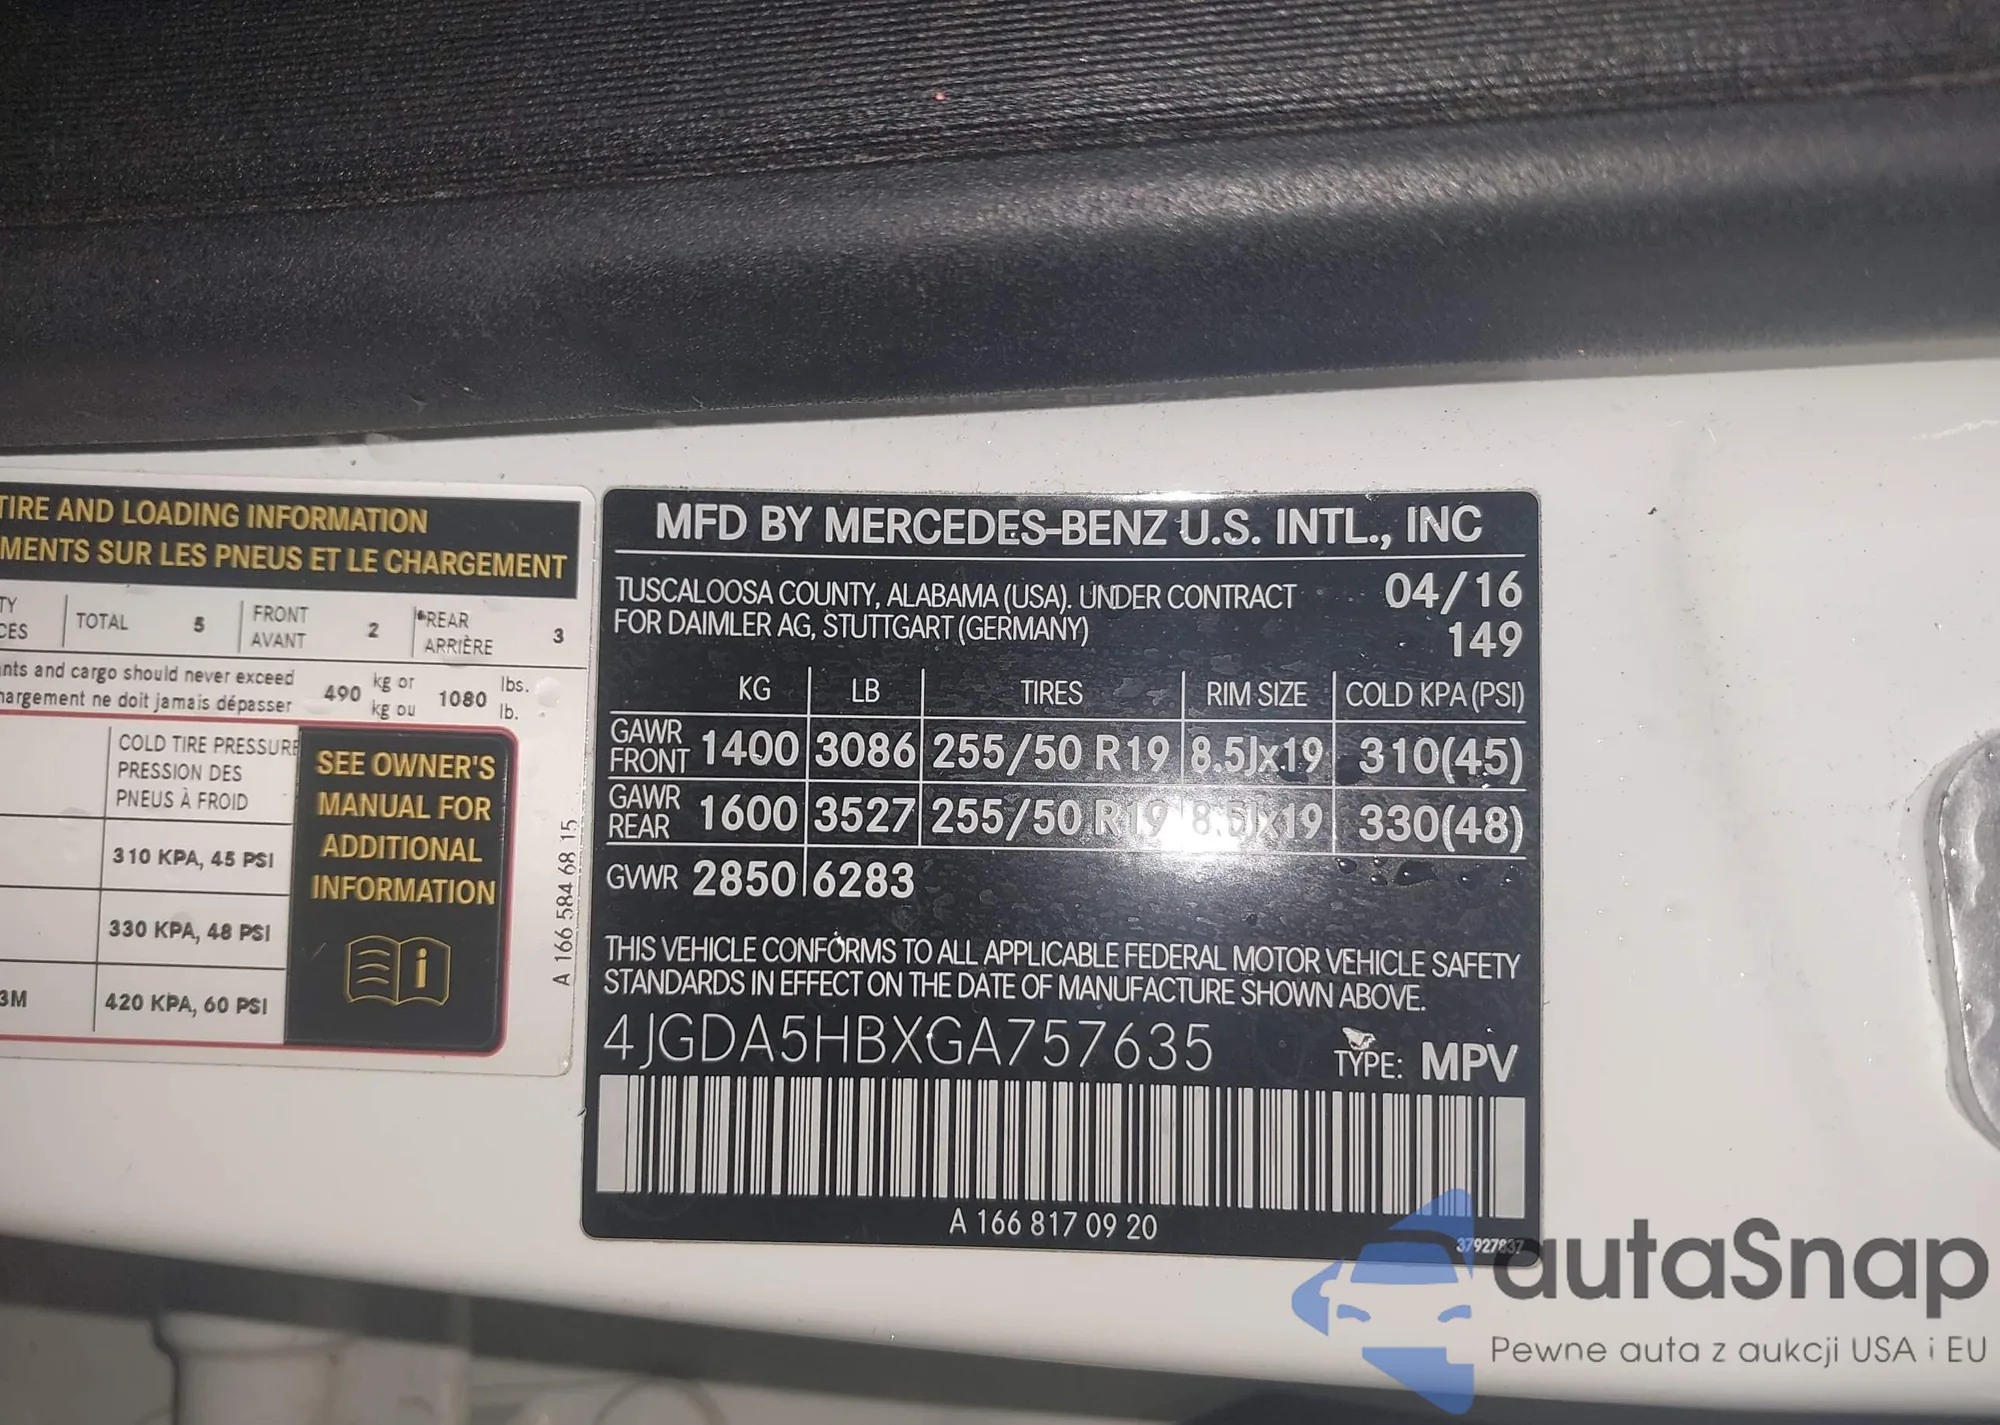 TIRE AND LOADING INFORMATION
MENTS SUR LES PNEUS ET LE CHARGEMENT
TY
CES
TOTAL 5
FRONT
AVANT
2
REAR
ARRIÈRE
3
nts and cargo should never exceed
hargement ne doit jamais dépasser
490
kg or
kg ou
1080
lbs.
lb.
COLD TIRE PRESSURE
PRESSION DES
PNEUS À FROID
310 KPA, 45 PSI
330 KPA, 48 PSI
3M 420 KPA, 60 PSI
SEE OWNER'S
MANUAL FOR
ADDITIONAL
INFORMATION
A 166 584 68 15
MFD BY MERCEDES-BENZ U.S. INTL., INC
TUSCALOOSA COUNTY, ALABAMA (USA). UNDER CONTRACT
FOR DAIMLER AG, STUTTGART (GERMANY)
04/16
149
KG LB TIRES RIM SIZE COLD KPA (PSI)
GAWR
FRONT
1400 3086 255/50 R19 8.5Jx19 310(45)
GAWR
REAR
1600 3527 255/50 R19 8.5Jx19 330(48)
GVWR 2850 6283
THIS VEHICLE CONFORMS TO ALL APPLICABLE FEDERAL MOTOR VEHICLE SAFETY
STANDARDS IN EFFECT ON THE DATE OF MANUFACTURE SHOWN ABOVE.
4JGDA5HBXGA757635 TYPE: MPV
A 166 817 09 20
37927837
autaSnap
Pewne auta z aukcji USA i EU